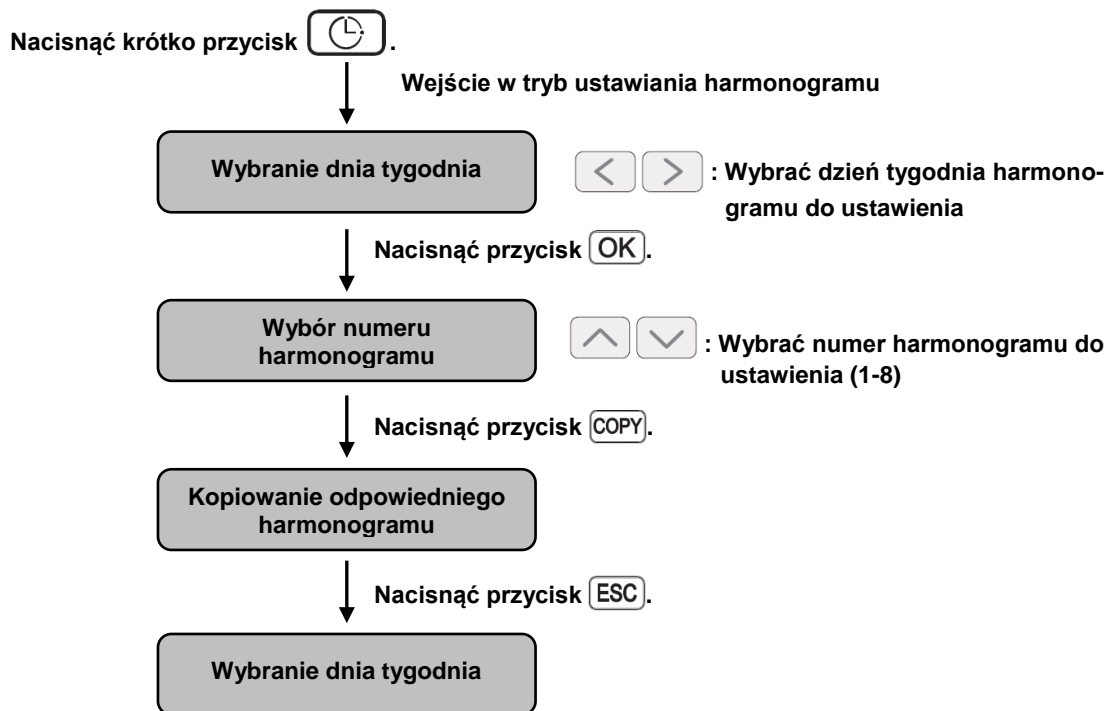 Nacisnąć krótko przycisk .
Wejście w tryb ustawiania harmonogramu
Wybranie dnia tygodnia
: Wybrać dzień tygodnia harmono-
gramu do ustawienia
Nacisnąć przycisk OK.
Wybór numeru
harmonogramu
: Wybrać numer harmonogramu do
ustawienia (1-8)
Nacisnąć przycisk COPY.
Kopiowanie odpowiedniego
harmonogramu
Nacisnąć przycisk ESC.
Wybranie dnia tygodnia